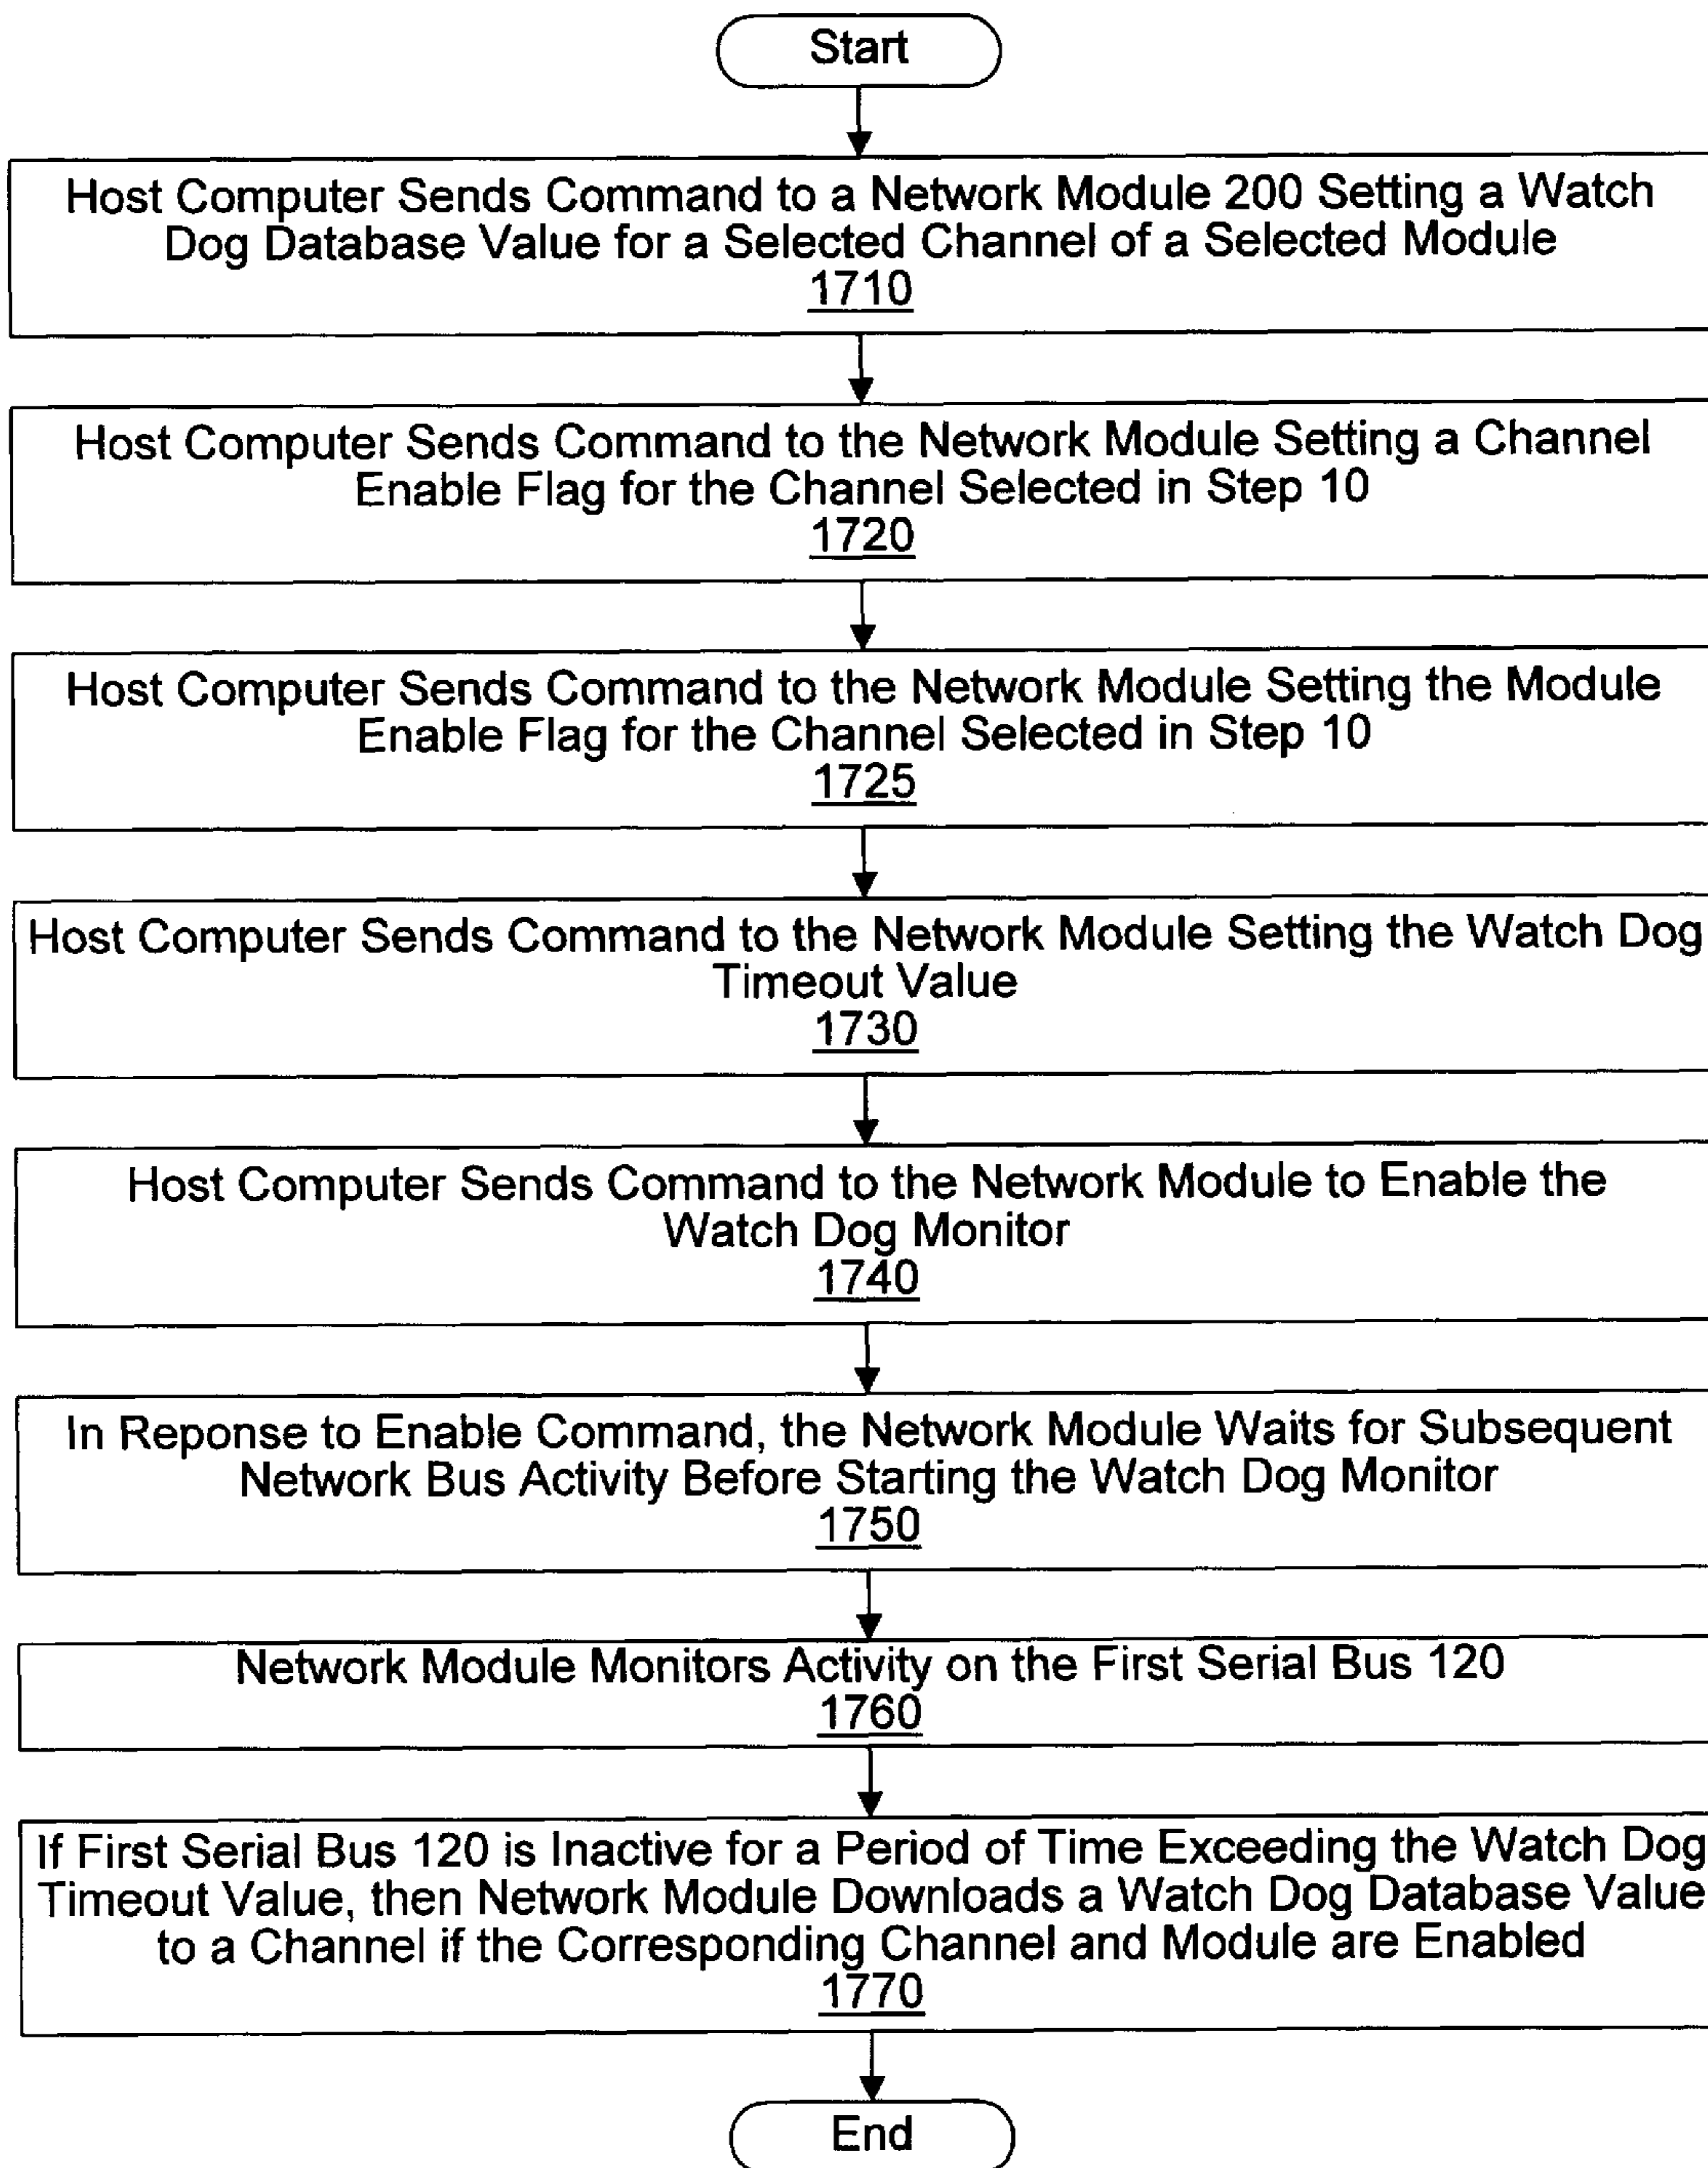 Start
Host Computer Sends Command to a Network Module 200 Setting a Watch
Dog Database Value for a Selected Channel of a Selected Module
1710
Host Computer Sends Command to the Network Module Setting a Channel
Enable Flag for the Channel Selected in Step 10
1720
Host Computer Sends Command to the Network Module Setting the Module
Enable Flag for the Channel Selected in Step 10
1725
Host Computer Sends Command to the Network Module Setting the Watch Dog
Timeout Value
1730
Host Computer Sends Command to the Network Module to Enable the
Watch Dog Monitor
1740
In Reponse to Enable Command, the Network Module Waits for Subsequent
Network Bus Activity Before Starting the Watch Dog Monitor
1750
Network Module Monitors Activity on the First Serial Bus 120
1760
If First Serial Bus 120 is Inactive for a Period of Time Exceeding the Watch Dog
Timeout Value, then Network Module Downloads a Watch Dog Database Value
to a Channel if the Corresponding Channel and Module are Enabled
1770
End